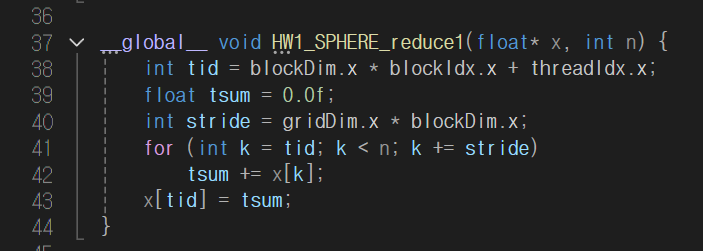 36
37 __global__ void HW1_SPHERE_reduce1(float* x, int n) {
38     int tid = blockDim.x * blockIdx.x + threadIdx.x;
39     float tsum = 0.0f;
40     int stride = gridDim.x * blockDim.x;
41     for (int k = tid; k < n; k += stride)
42         tsum += x[k];
43     x[tid] = tsum;
44 }